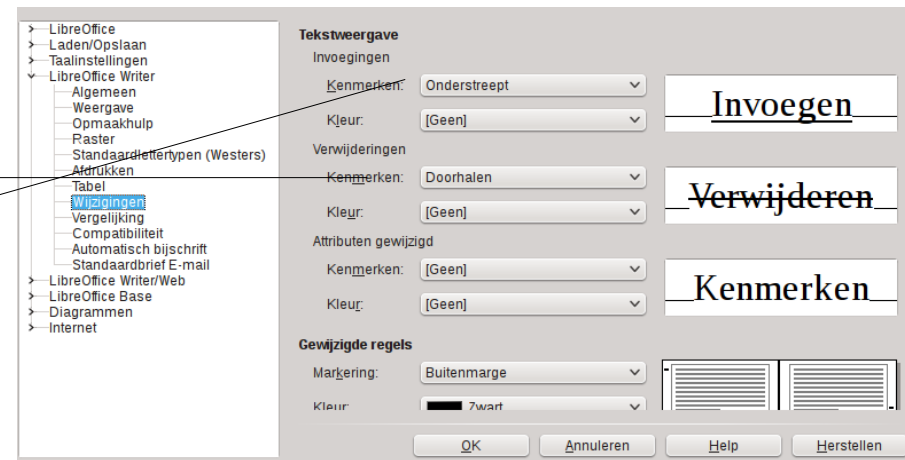 LibreOffice
Laden/Opslaan
Taalinstellingen
LibreOffice Writer
Algemeen
Weergave
Opmaakhulp
Raster
Standaardlettertypen (Westers)
Afdrukken
Tabel
Wijzigingen
Vergelijking
Compatibiliteit
Automatisch bijschrift
Standaardbrief E-mail
LibreOffice Writer/Web
LibreOffice Base
Diagrammen
Internet
Tekstweergave
Invoegingen
Kenmerken: Onderstreept
Kleur: [Geen]
Invoegen
Verwijderingen
Kenmerken: Doorhalen
Kleur: [Geen]
Verwijderen
Attributen gewijzigd
Kenmerken: [Geen]
Kleur: [Geen]
Kenmerken
Gewijzigde regels
Markering: Buitenmarge
Kleur: Zwart
OK Annuleren Help Herstellen